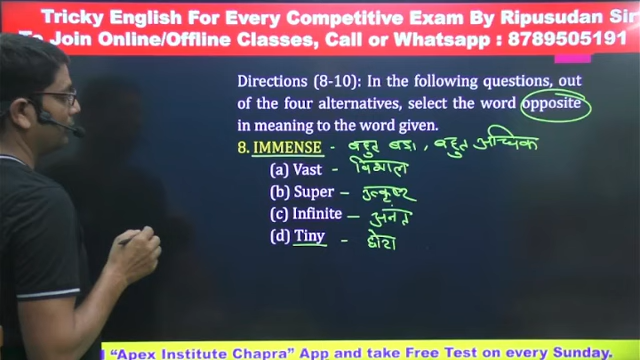 Tricky English For Every Competitive Exam By Ripusudan Sir
To Join Online/Offline Classes, Call or Whatsapp : 8789505191
Directions (8-10): In the following questions, out
of the four alternatives, select the word opposite
in meaning to the word given.
8. IMMENSE - बहुत बड़ा, बहुत अधिक
(a) Vast - विशाल
(b) Super - उत्कृष्ट
(c) Infinite - अनंत
(d) Tiny - छोटा
"Apex Institute Chapra" App and take Free Test on every Sunday.